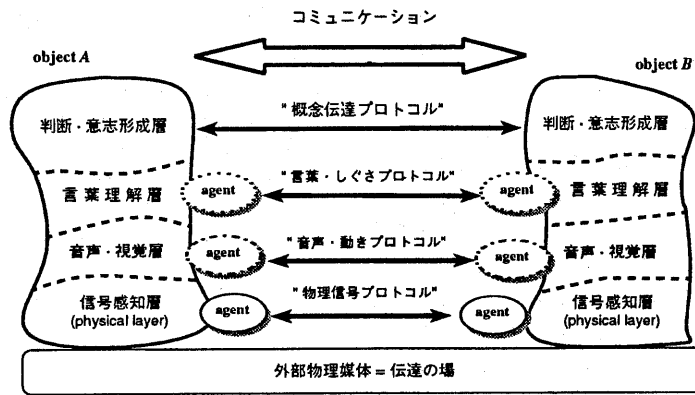 コミュニケーション
object A
object B
判断・意志形成層
"概念伝達プロトコル"
判断・意志形成層
言葉理解層
agent
"言葉・しぐさプロトコル"
agent
言葉理解層
音声・視覚層
agent
"音声・動きプロトコル"
agent
音声・視覚層
信号感知層
(physical layer)
agent
"物理信号プロトコル"
agent
信号感知層
(physical layer)
外部物理媒体 = 伝達の場